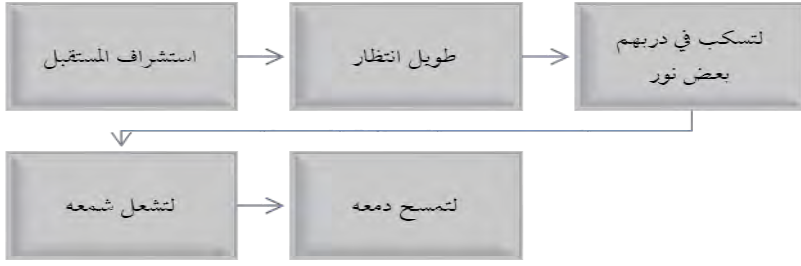 استشراف المستقبل
طويل انتظار
لتسكب في دربهم
بعض نور
لتشعل شمعه
لتمسح دمعه